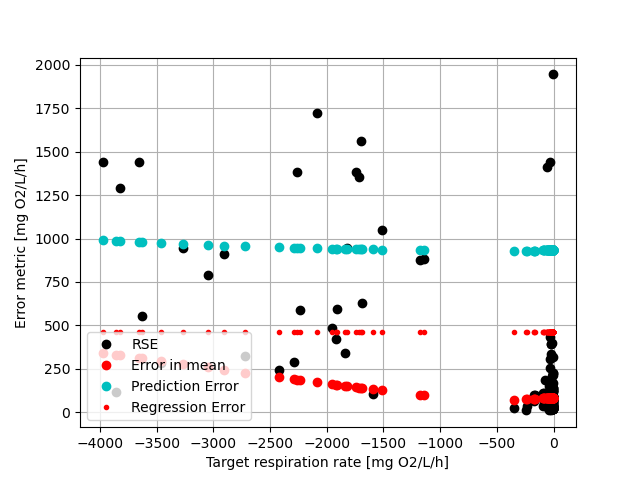 Error metric [mg O2/L/h]
2000
1750
1500
1250
1000
750
500
250
0
RSE
Error in mean
Prediction Error
Regression Error
−4000 −3500 −3000 −2500 −2000 −1500 −1000 −500 0
Target respiration rate [mg O2/L/h]